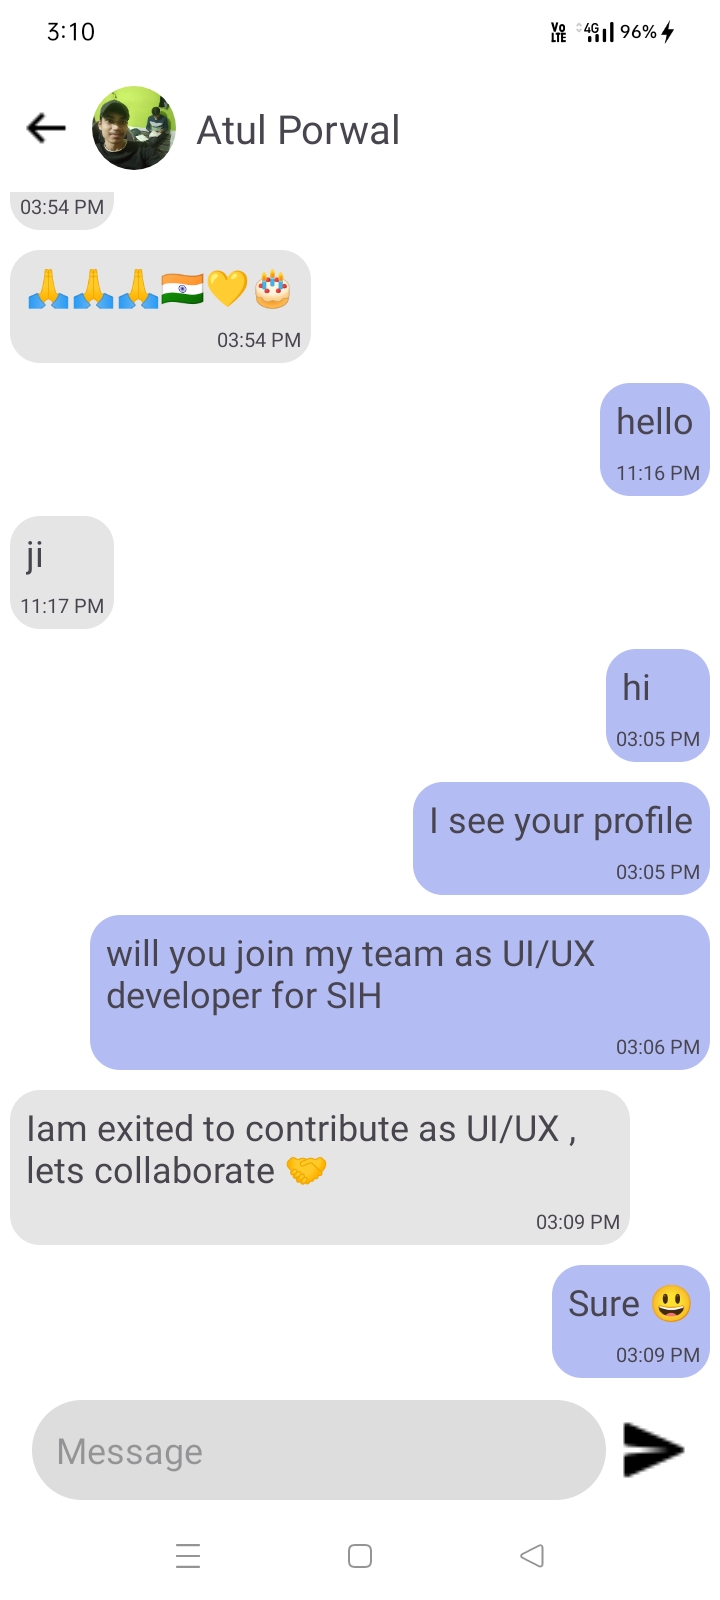 3:10
Vo LTE 4G 96%
Atul Porwal
03:54 PM
🙏🙏🙏🇮🇳💛🎂
03:54 PM
hello
11:16 PM
ji
11:17 PM
hi
03:05 PM
I see your profile
03:05 PM
will you join my team as UI/UX
developer for SIH
03:06 PM
Iam exited to contribute as UI/UX ,
lets collaborate 🤝
03:09 PM
Sure 😃
03:09 PM
Message